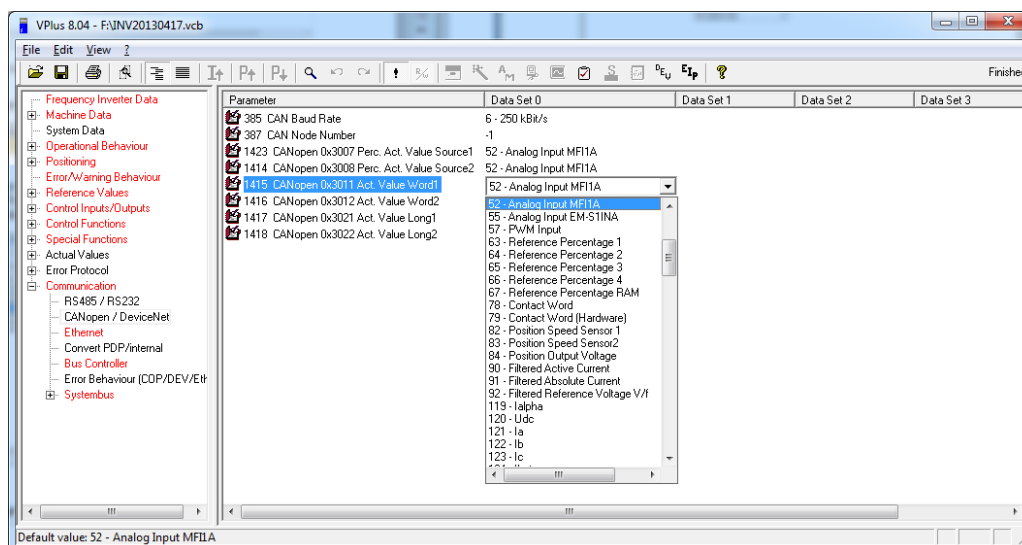 VPlus 8.04 - F:\INV20130417.vcb
File Edit View ?
Finished
Frequency Inverter Data
Machine Data
System Data
Operational Behaviour
Positioning
Error/Warning Behaviour
Reference Values
Control Inputs/Outputs
Control Functions
Special Functions
Actual Values
Error Protocol
Communication
RS485 / RS232
CANopen / DeviceNet
Ethernet
Convert PDP/internal
Bus Controller
Error Behaviour (COP/DEV/Eth
Systembus
Parameter Data Set 0 Data Set 1 Data Set 2 Data Set 3
385 CAN Baud Rate 6 - 250 kBit/s
387 CAN Node Number -1
1423 CANopen 0x3007 Perc. Act. Value Source1 52 - Analog Input MFI1A
1414 CANopen 0x3008 Perc. Act. Value Source2 52 - Analog Input MFI1A
1415 CANopen 0x3011 Act. Value Word1 52 - Analog Input MFI1A
1416 CANopen 0x3012 Act. Value Word2
1417 CANopen 0x3021 Act. Value Long1
1418 CANopen 0x3022 Act. Value Long2
52 - Analog Input MFI1A
55 - Analog Input EM-S1INA
57 - PWM Input
63 - Reference Percentage 1
64 - Reference Percentage 2
65 - Reference Percentage 3
66 - Reference Percentage 4
67 - Reference Percentage RAM
78 - Contact Word
79 - Contact Word (Hardware)
82 - Position Speed Sensor 1
83 - Position Speed Sensor2
84 - Position Output Voltage
90 - Filtered Active Current
91 - Filtered Absolute Current
92 - Filtered Reference Voltage V/f
119 - Ialpha
120 - Udc
121 - Ia
122 - Ib
123 - Ic
Default value: 52 - Analog Input MFI1A